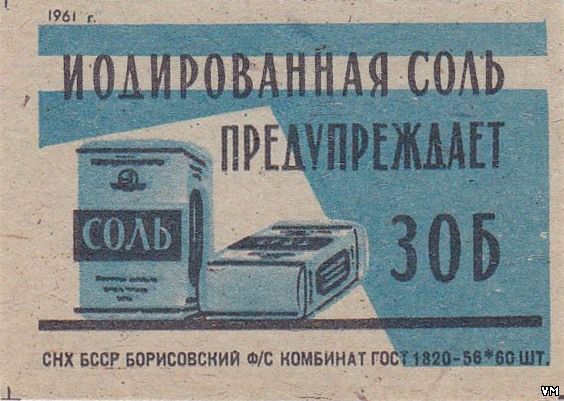 1961 г.
ИОДИРОВАННАЯ СОЛЬ
ПРЕДУПРЕЖДАЕТ
СОЛЬ
ЗОБ
СНХ БССР БОРИСОВСКИЙ Ф/С КОМБИНАТ ГОСТ 1820-56*60 ШТ.
VM